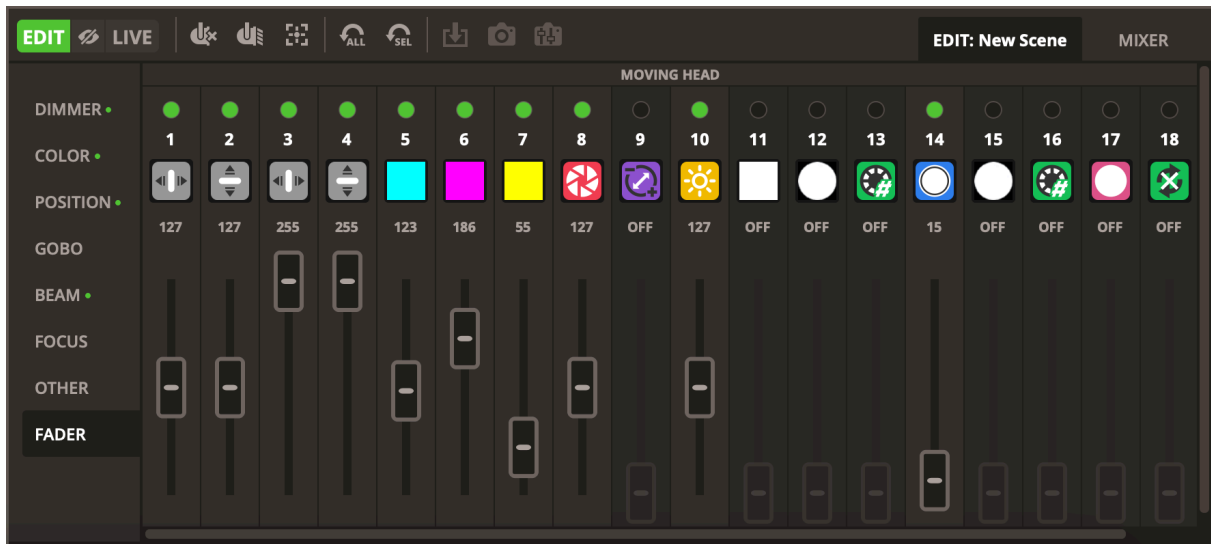 EDIT LIVE ALL SEL EDIT: New Scene MIXER
MOVING HEAD
DIMMER
COLOR
POSITION
GOBO
BEAM
FOCUS
OTHER
FADER
1 2 3 4 5 6 7 8 9 10 11 12 13 14 15 16 17 18
# #
127 127 255 255 123 186 55 127 OFF 127 OFF OFF OFF 15 OFF OFF OFF OFF